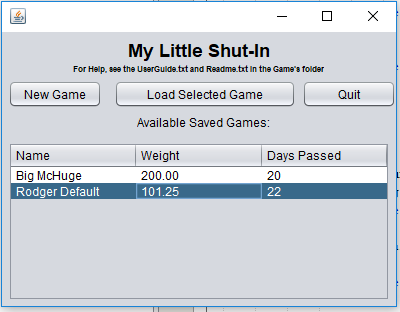 My Little Shut-In
For Help, see the UserGuide.txt and Readme.txt in the Game's folder
New Game Load Selected Game Quit
Available Saved Games:
Name Weight Days Passed
Big McHuge 200.00 20
Rodger Default 101.25 22